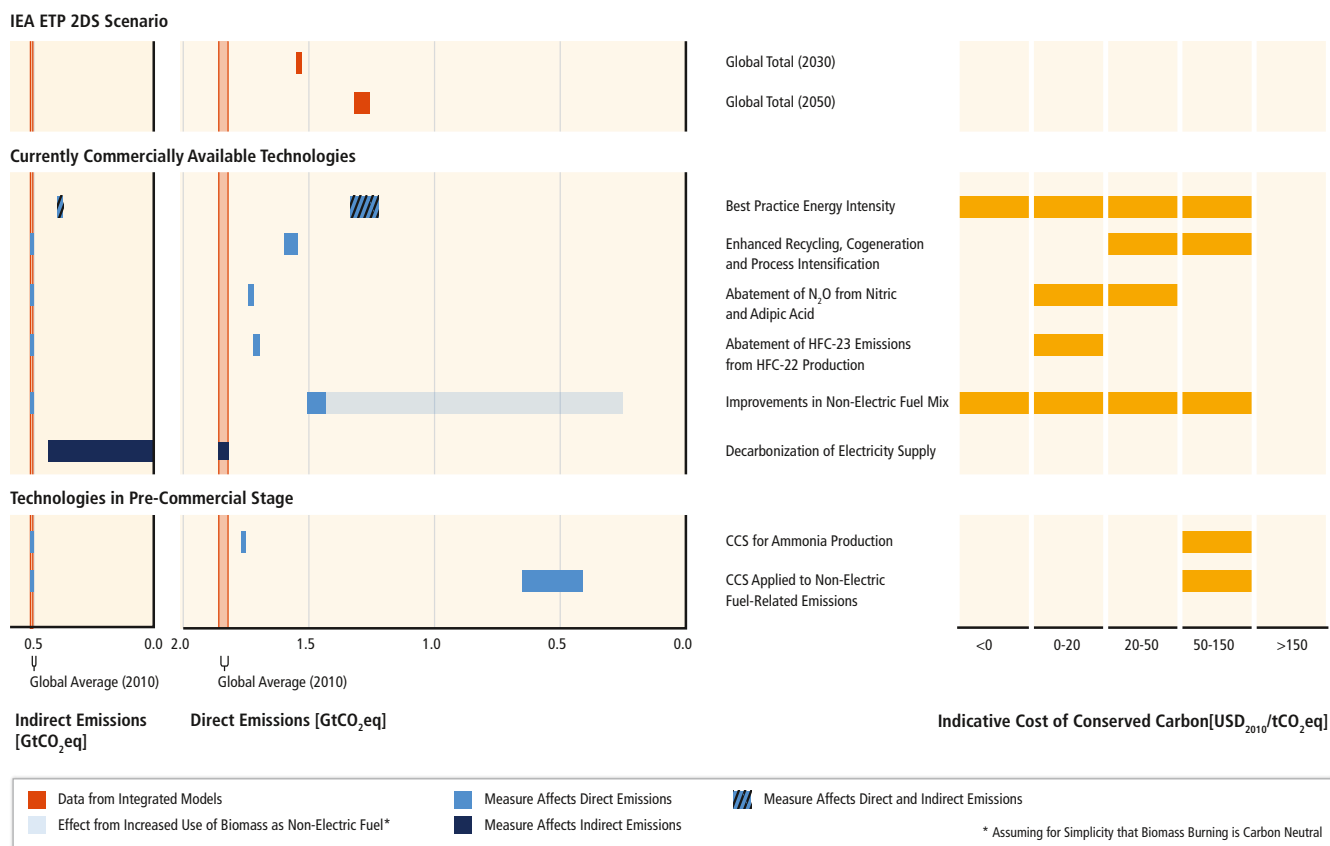 IEA ETP 2DS Scenario
Global Total (2030)
Global Total (2050)
Currently Commercially Available Technologies
Best Practice Energy Intensity
Enhanced Recycling, Cogeneration
and Process Intensification
Abatement of N₂O from Nitric
and Adipic Acid
Abatement of HFC-23 Emissions
from HFC-22 Production
Improvements in Non-Electric Fuel Mix
Decarbonization of Electricity Supply
Technologies in Pre-Commercial Stage
CCS for Ammonia Production
CCS Applied to Non-Electric
Fuel-Related Emissions
0.5 0.0 2.0 1.5 1.0 0.5 0.0 <0 0-20 20-50 50-150 >150
Global Average (2010) Global Average (2010)
Indirect Emissions
[GtCO₂eq]
Direct Emissions [GtCO₂eq]
Indicative Cost of Conserved Carbon[USD₂₀₁₀/tCO₂eq]
Data from Integrated Models
Effect from Increased Use of Biomass as Non-Electric Fuel*
Measure Affects Direct Emissions
Measure Affects Indirect Emissions
Measure Affects Direct and Indirect Emissions
* Assuming for Simplicity that Biomass Burning is Carbon Neutral